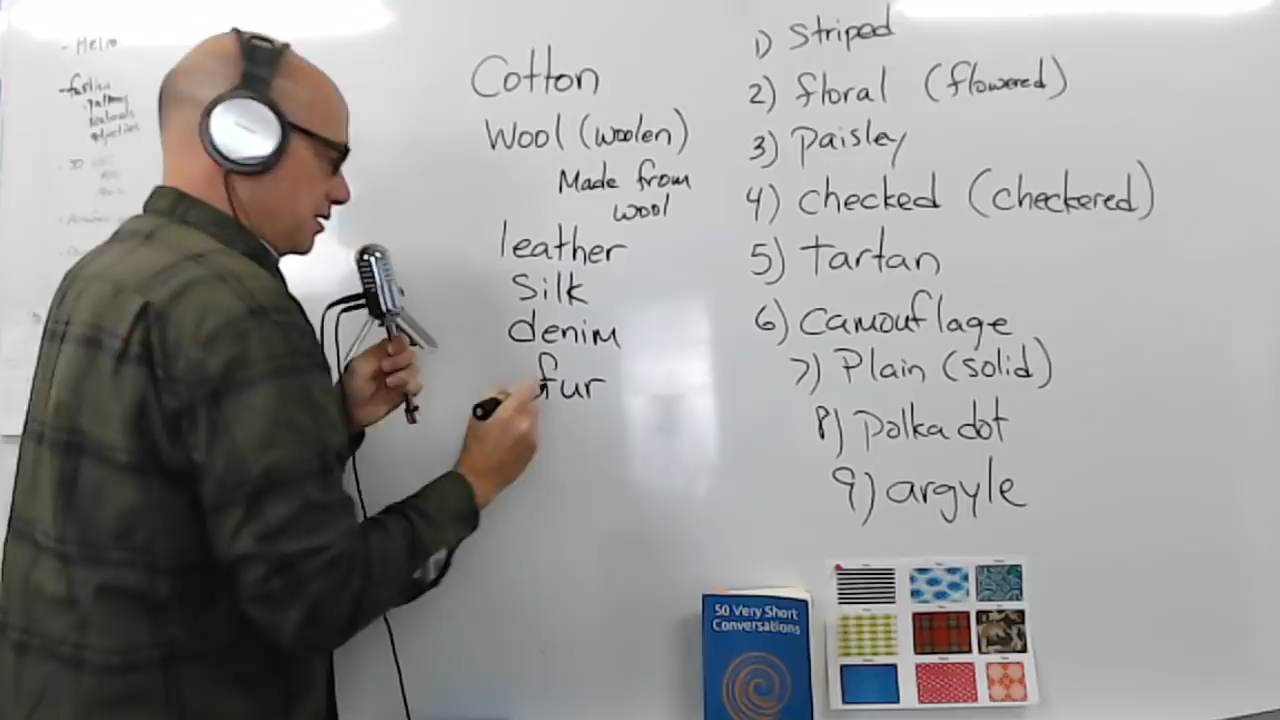 - Hello
Cotton
Wool (woolen)
Made from
wool
leather
Silk
denim
fur
1) Striped
2) floral (flowered)
3) Paisley
4) checked (checkered)
5) tartan
6) camouflage
7) Plain (solid)
8) Polka dot
9) argyle
50 Very Short
Conversations